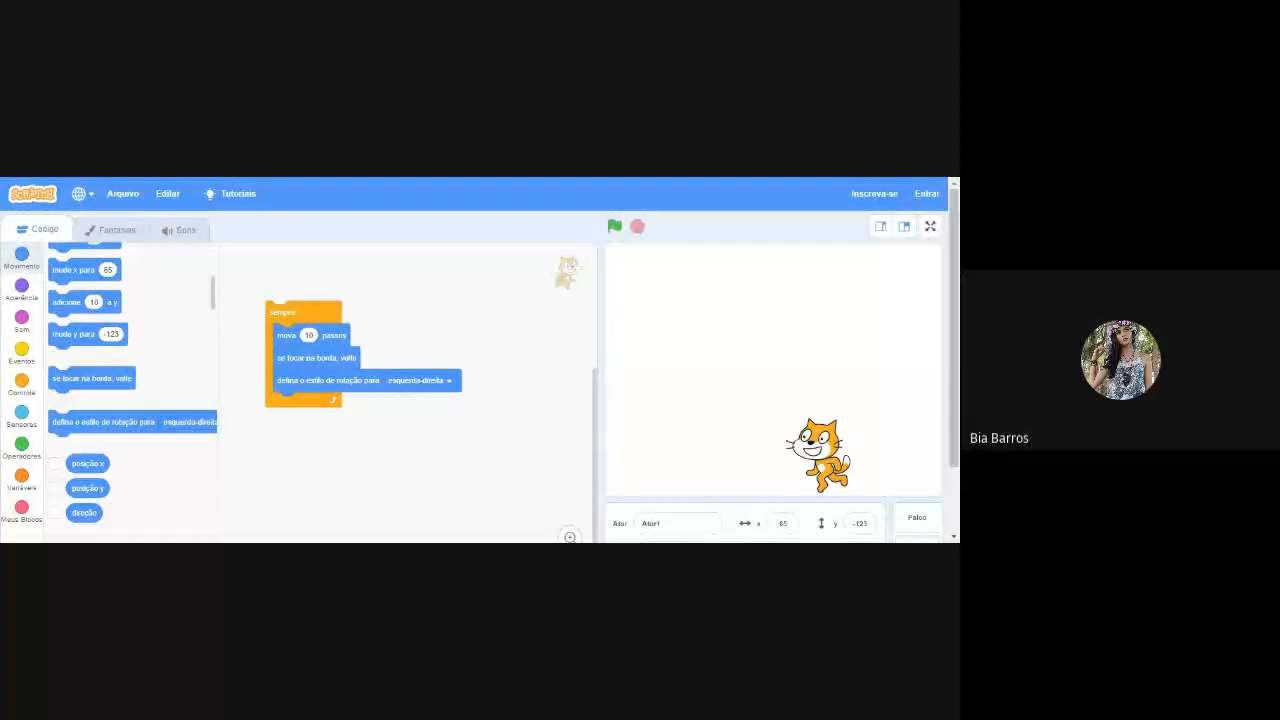 SCRATCH
Arquivo
Editar
Tutoriais
Inscreva-se
Entrar
Código
Fantasias
Sons
Movimento
Aparência
Som
Eventos
Controle
Sensores
Operadores
Variáveis
Meus Blocos
mude x para 65
adicione 10 a y
mude y para -123
se tocar na borda, volte
defina o estilo de rotação para esquerda-direita
posição x
posição y
direção
sempre
mova 10 passos
se tocar na borda, volte
defina o estilo de rotação para esquerda-direita
Ator Ator1 x 65 y -123
Palco
Bia Barros